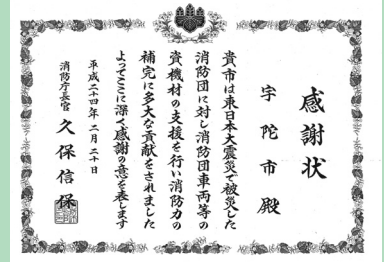 感謝状
宇陀市殿
貴市は東日本大震災で被災した
消防団に対し消防団車両等の
資機材の支援を行い消防力の
補完に多大な貢献をされました
よってここに深く感謝の意を表します
平成二十四年二月二十日
消防庁長官 久保信保